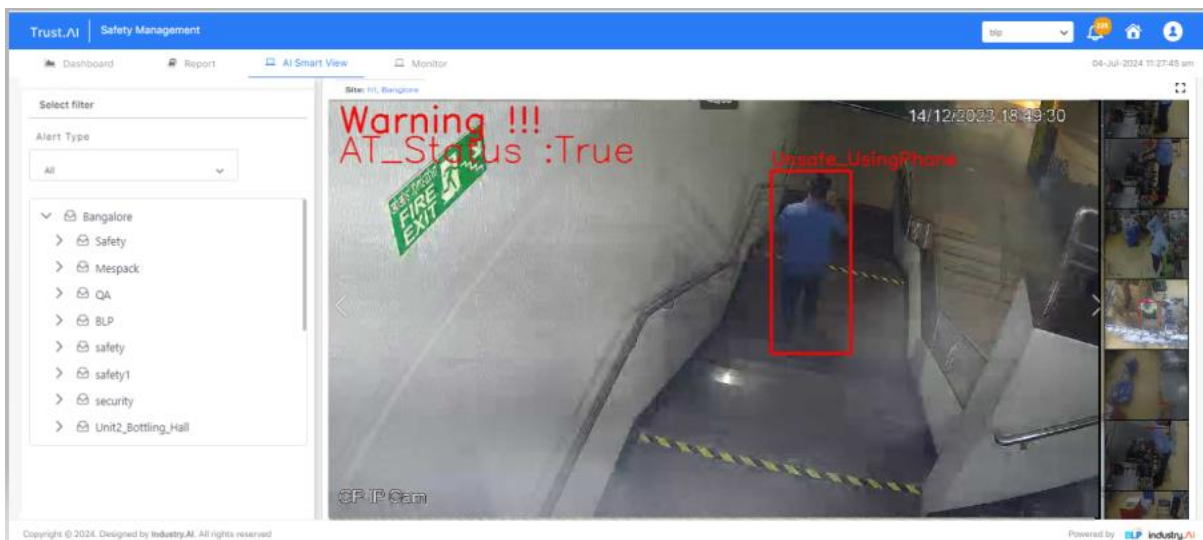 Trust.AI Safety Management
blp
Dashboard Report AI Smart View Monitor
04-Jul-2024 11:27:45 am
Select filter
Alert Type
All
Bangalore
Safety
Mespack
QA
BLP
safety
safety1
security
Unit2_Bottling_Hall
Warning !!!
AT_Status :True
14/12/2023 18:49:30
Unsafe_UsingPhone
FIRE
EXIT
Copyright © 2024. Designed by Industry.AI. All rights reserved
Powered by BLP industry.AI